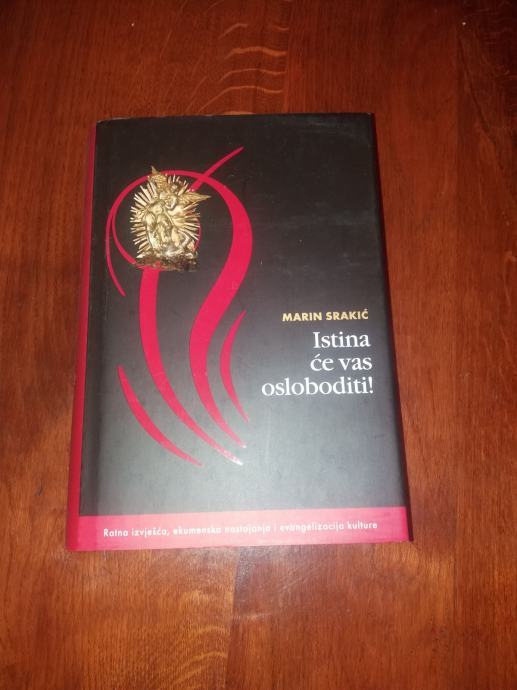 MARIN SRAKIĆ
Istina
će vas
osloboditi!
Ratna izvješća, ekumenska nastojanja i evangelizacija kulture